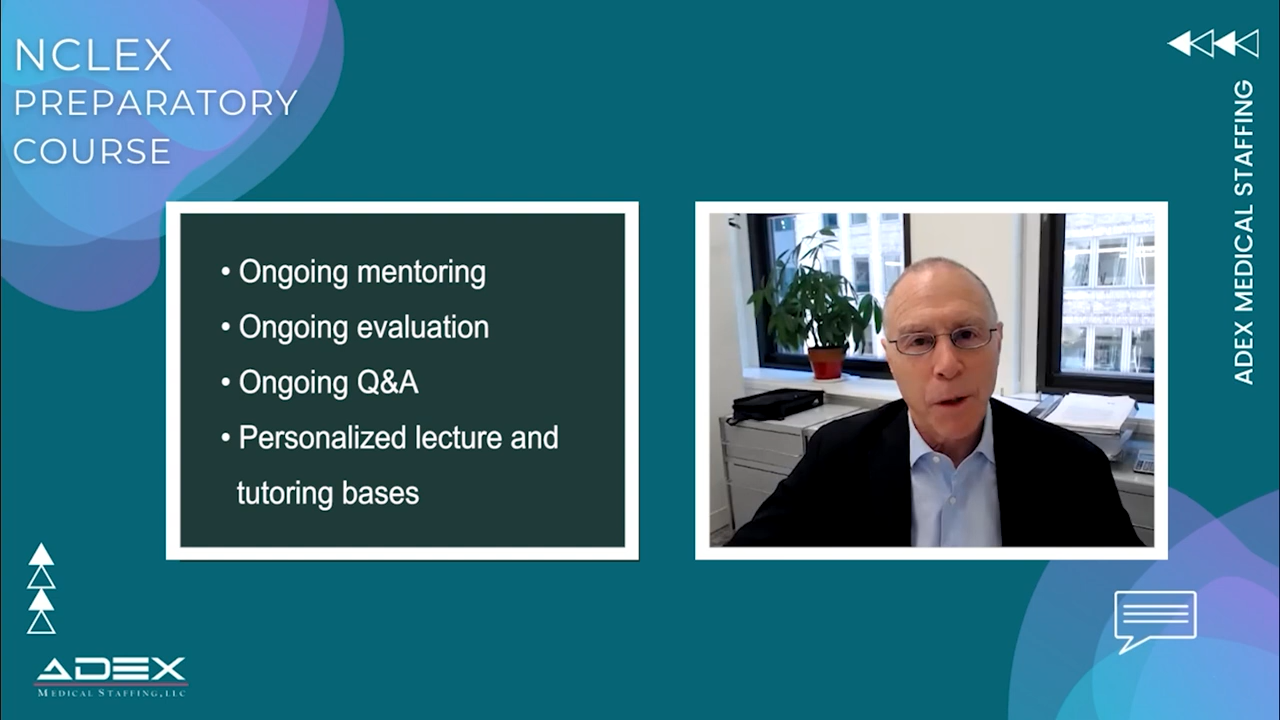 NCLEX
PREPARATORY
COURSE
ADEX MEDICAL STAFFING
• Ongoing mentoring
• Ongoing evaluation
• Ongoing Q&A
• Personalized lecture and
tutoring bases
ADEX
MEDICAL STAFFING, LLC